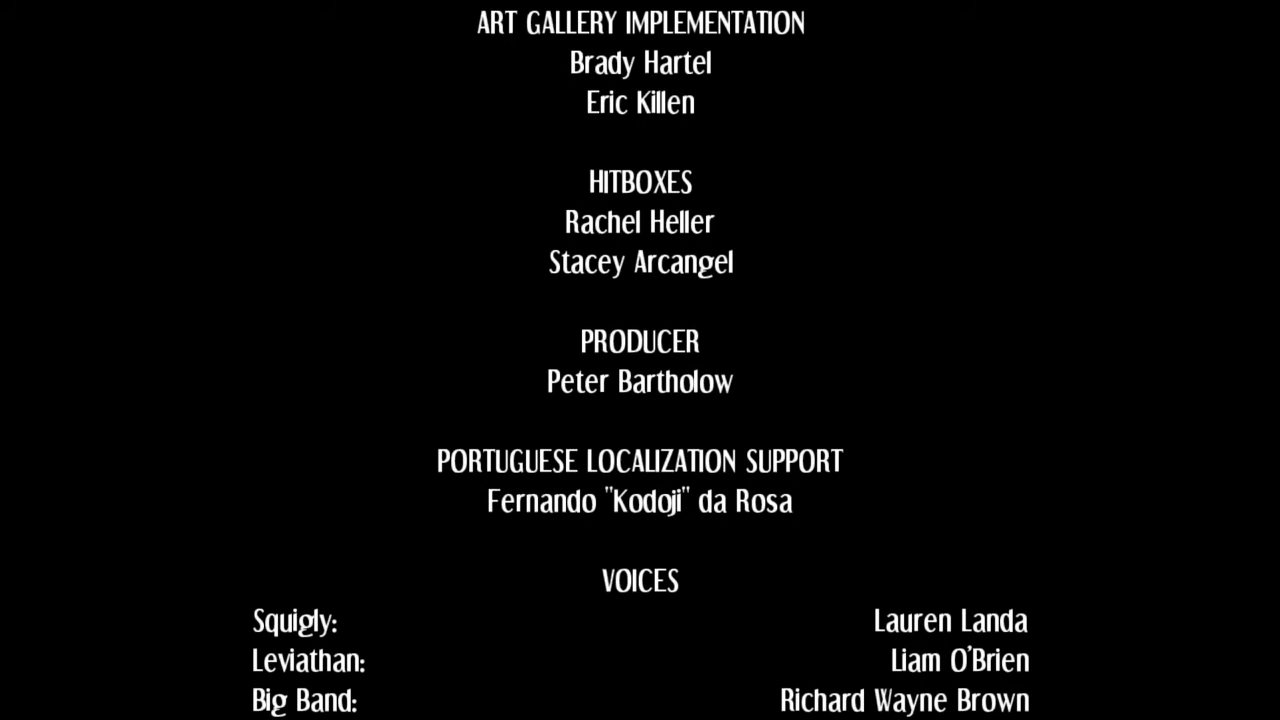 ART GALLERY IMPLEMENTATION
Brady Hartel
Eric Killen
HITBOXES
Rachel Heller
Stacey Arcangel
PRODUCER
Peter Bartholow
PORTUGUESE LOCALIZATION SUPPORT
Fernando "Kodoji" da Rosa
VOICES
Squigly: Lauren Landa
Leviathan: Liam O'Brien
Big Band: Richard Wayne Brown